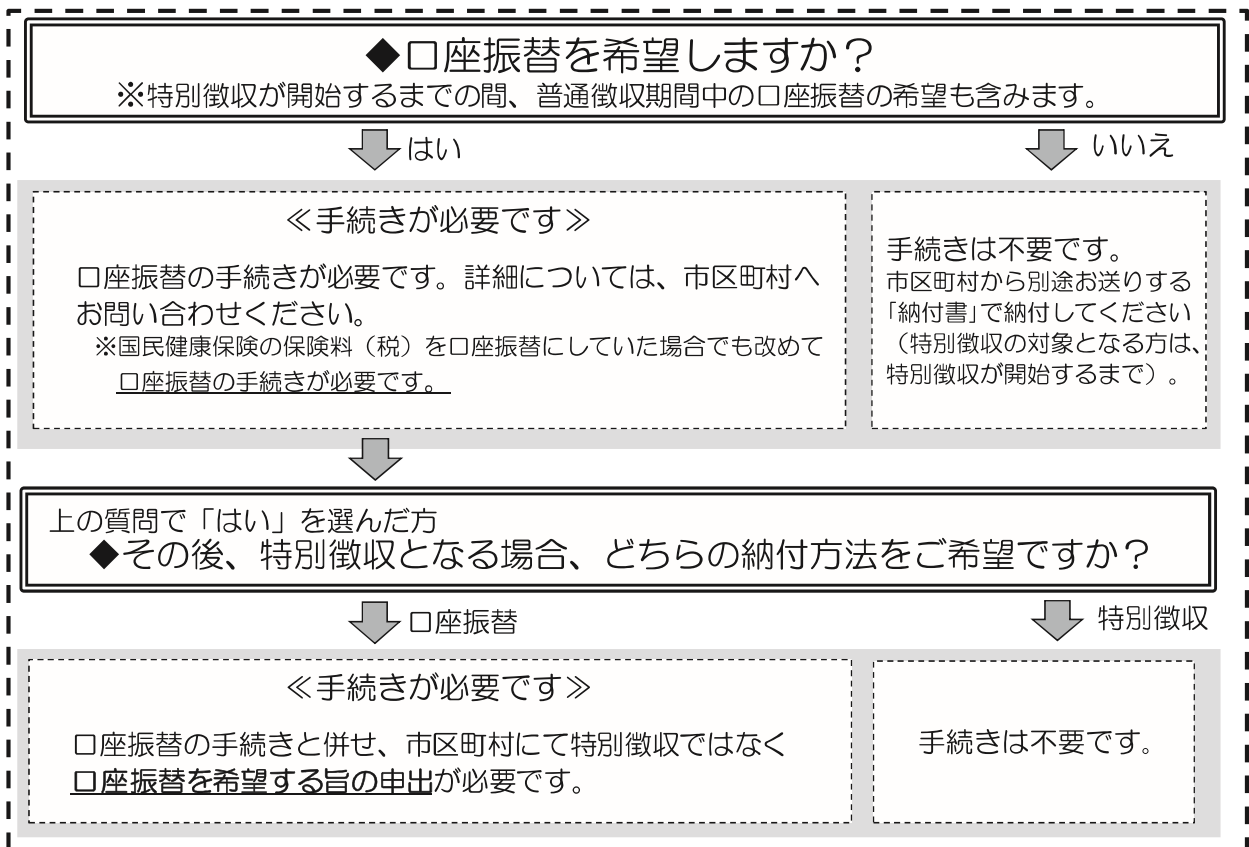 ◆口座振替を希望しますか？
※特別徴収が開始するまでの間、普通徴収期間中の口座振替の希望も含みます。
はい
いいえ
≪手続きが必要です≫
口座振替の手続きが必要です。詳細については、市区町村へ
お問い合わせください。
※国民健康保険の保険料（税）を口座振替にしていた場合でも改めて
口座振替の手続きが必要です。
手続きは不要です。
市区町村から別途お送りする
「納付書」で納付してください
（特別徴収の対象となる方は、
特別徴収が開始するまで）。
上の質問で「はい」を選んだ方
◆その後、特別徴収となる場合、どちらの納付方法をご希望ですか？
口座振替
特別徴収
≪手続きが必要です≫
口座振替の手続きと併せ、市区町村にて特別徴収ではなく
口座振替を希望する旨の申出が必要です。
手続きは不要です。